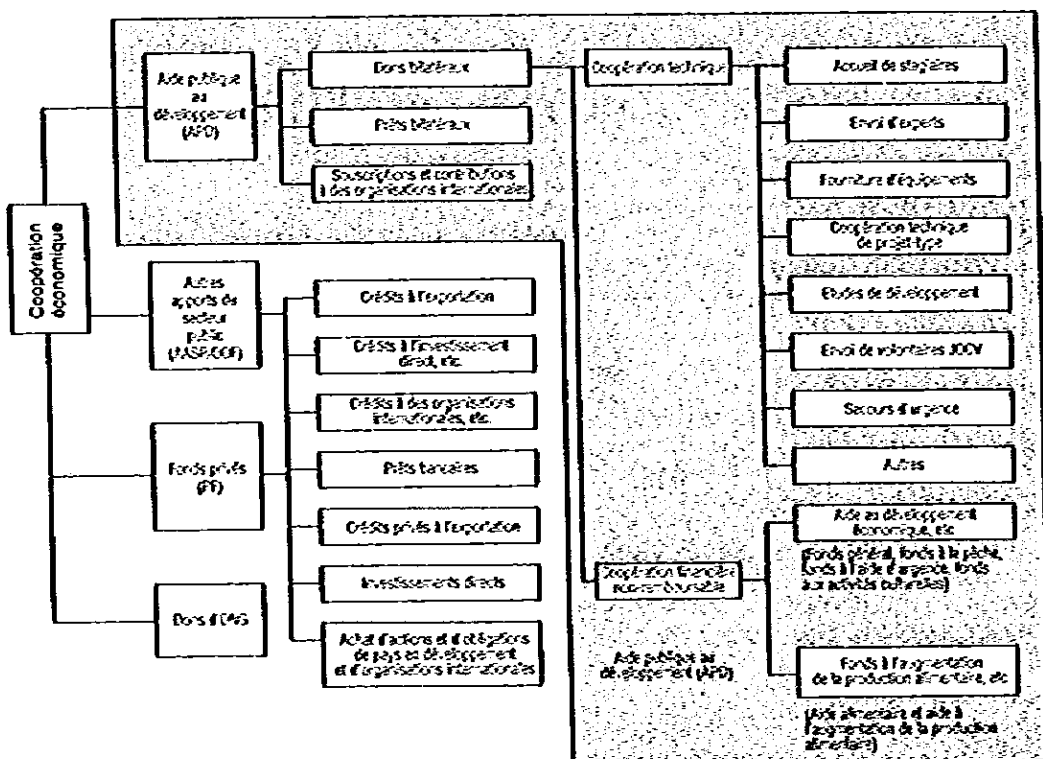 Coopération
économique
Aide publique
au
développement
(APD)
Dons bilatéraux
Prêts bilatéraux
Souscriptions et contributions
à des organisations internationales
Autres
apports de
secteur
public
Crédits à l'exportation
Crédits à l'investissement
direct, etc.
Crédits à des organisations
internationales, etc.
Fonds privés
(PF)
Prêts bancaires
Crédits privés à l'exportation
Investissements directs
Dons d'ONG
Achat d'actions et d'obligations
de pays en développement
et d'organisations internationales
Coopération technique
Accueil de stagiaires
Envoi d'experts
Fourniture d'équipements
Coopération technique
de projet-type
Etudes de développement
Envoi de volontaires JOCV
Secours d'urgence
Autres
Coopération financière
non-remboursable
Aide au développement
économique, etc.
(Fonds général, fonds à la pêche,
fonds à l'aide d'urgence, fonds
aux activités culturelles)
Fonds à l'augmentation
de la production alimentaire, etc.
(Aide alimentaire et aide à
l'augmentation de la production
alimentaire)
Aide publique au
développement (APD)